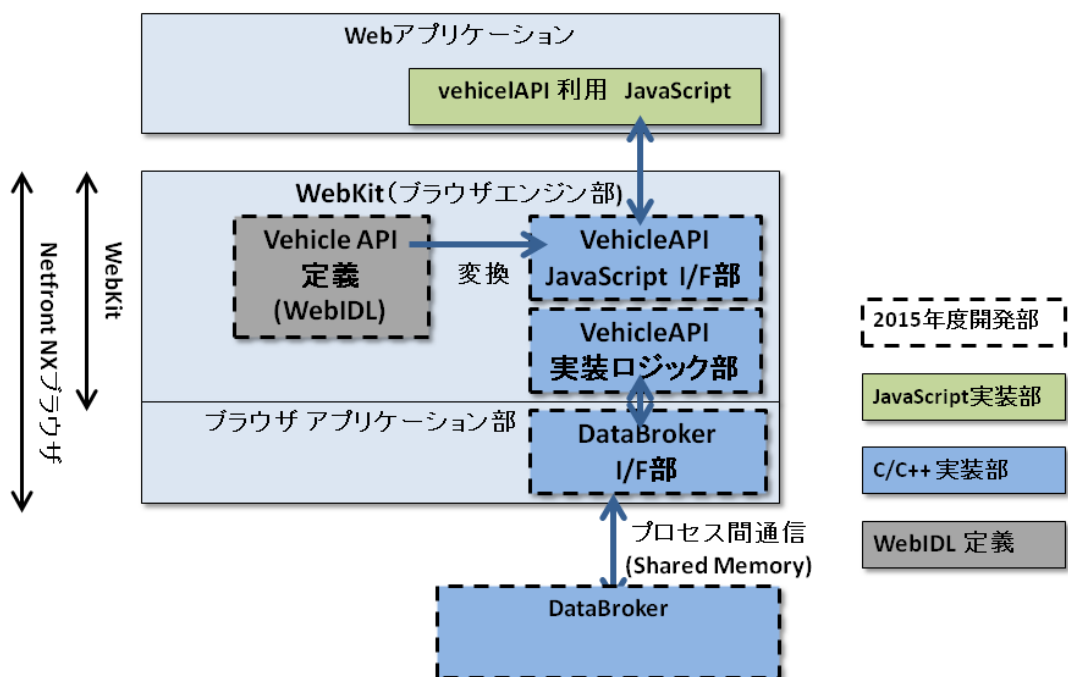 Webアプリケーション
vehicelAPI 利用 JavaScript
WebKit(ブラウザエンジン部)
Vehicle API
定義
(WebIDL)
変換
VehicleAPI
JavaScript I/F部
VehicleAPI
実装ロジック部
ブラウザ アプリケーション部
DataBroker
I/F部
プロセス間通信
(Shared Memory)
DataBroker
Netfront NXブラウザ
WebKit
2015年度開発部
JavaScript実装部
C/C++ 実装部
WebIDL 定義